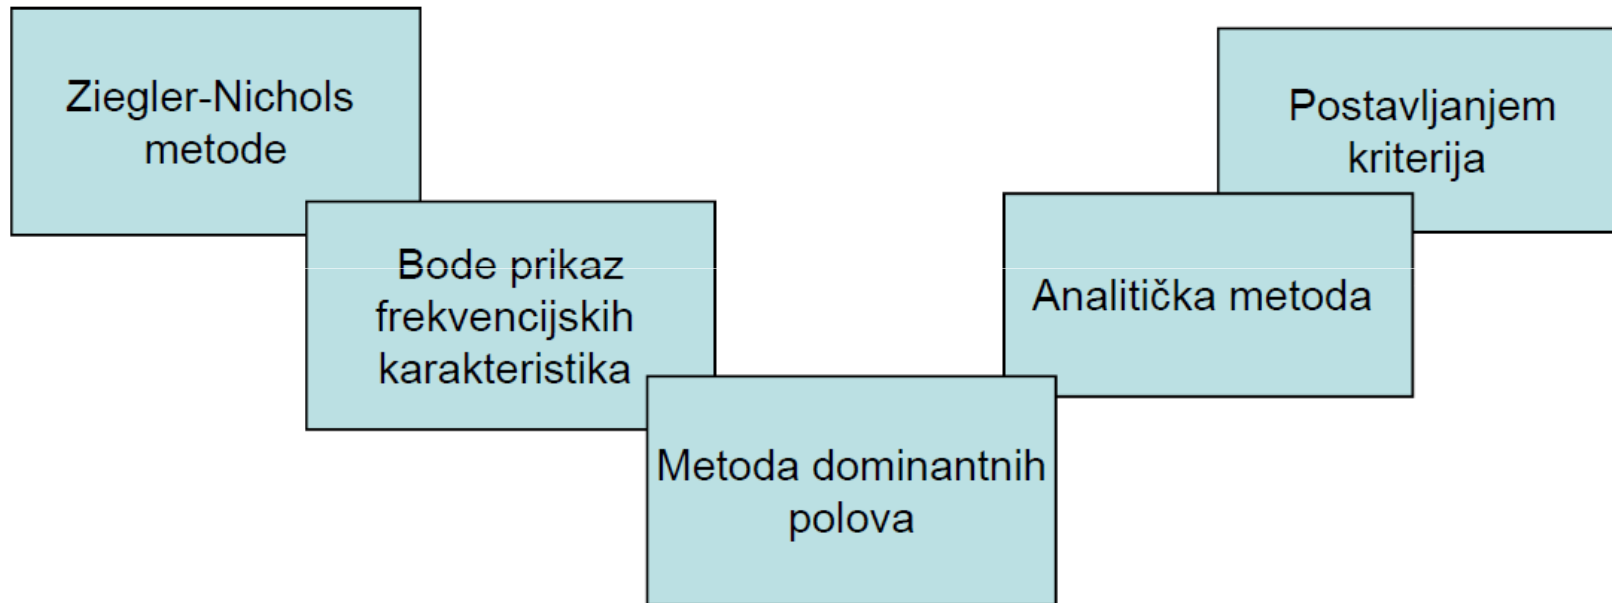 Ziegler-Nichols
metode
Bode prikaz
frekvencijskih
karakteristika
Metoda dominantnih
polova
Analitička metoda
Postavljanjem
kriterija